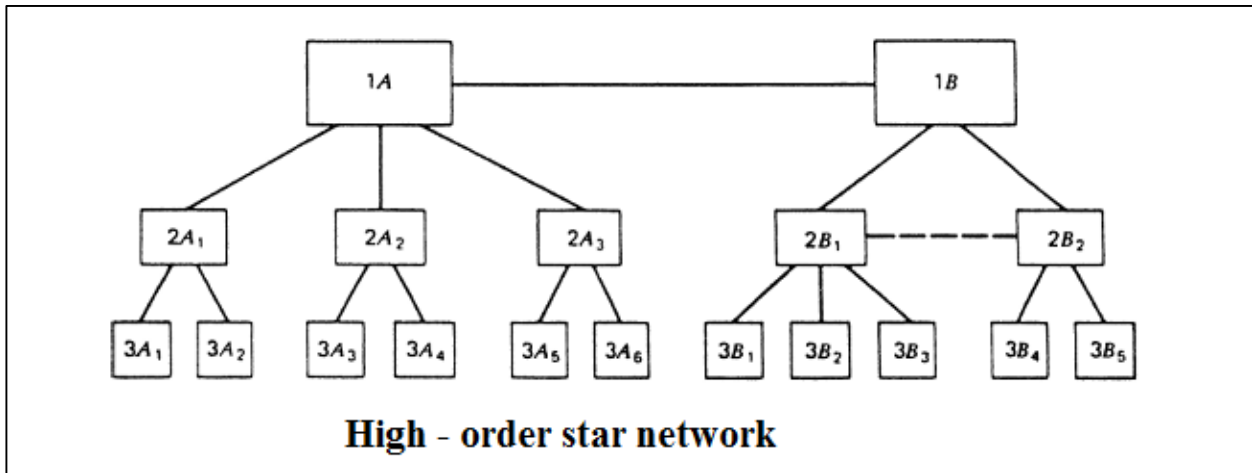 1A 1B
2A₁ 2A₂ 2A₃ 2B₁ 2B₂
3A₁ 3A₂ 3A₃ 3A₄ 3A₅ 3A₆ 3B₁ 3B₂ 3B₃ 3B₄ 3B₅
High - order star network